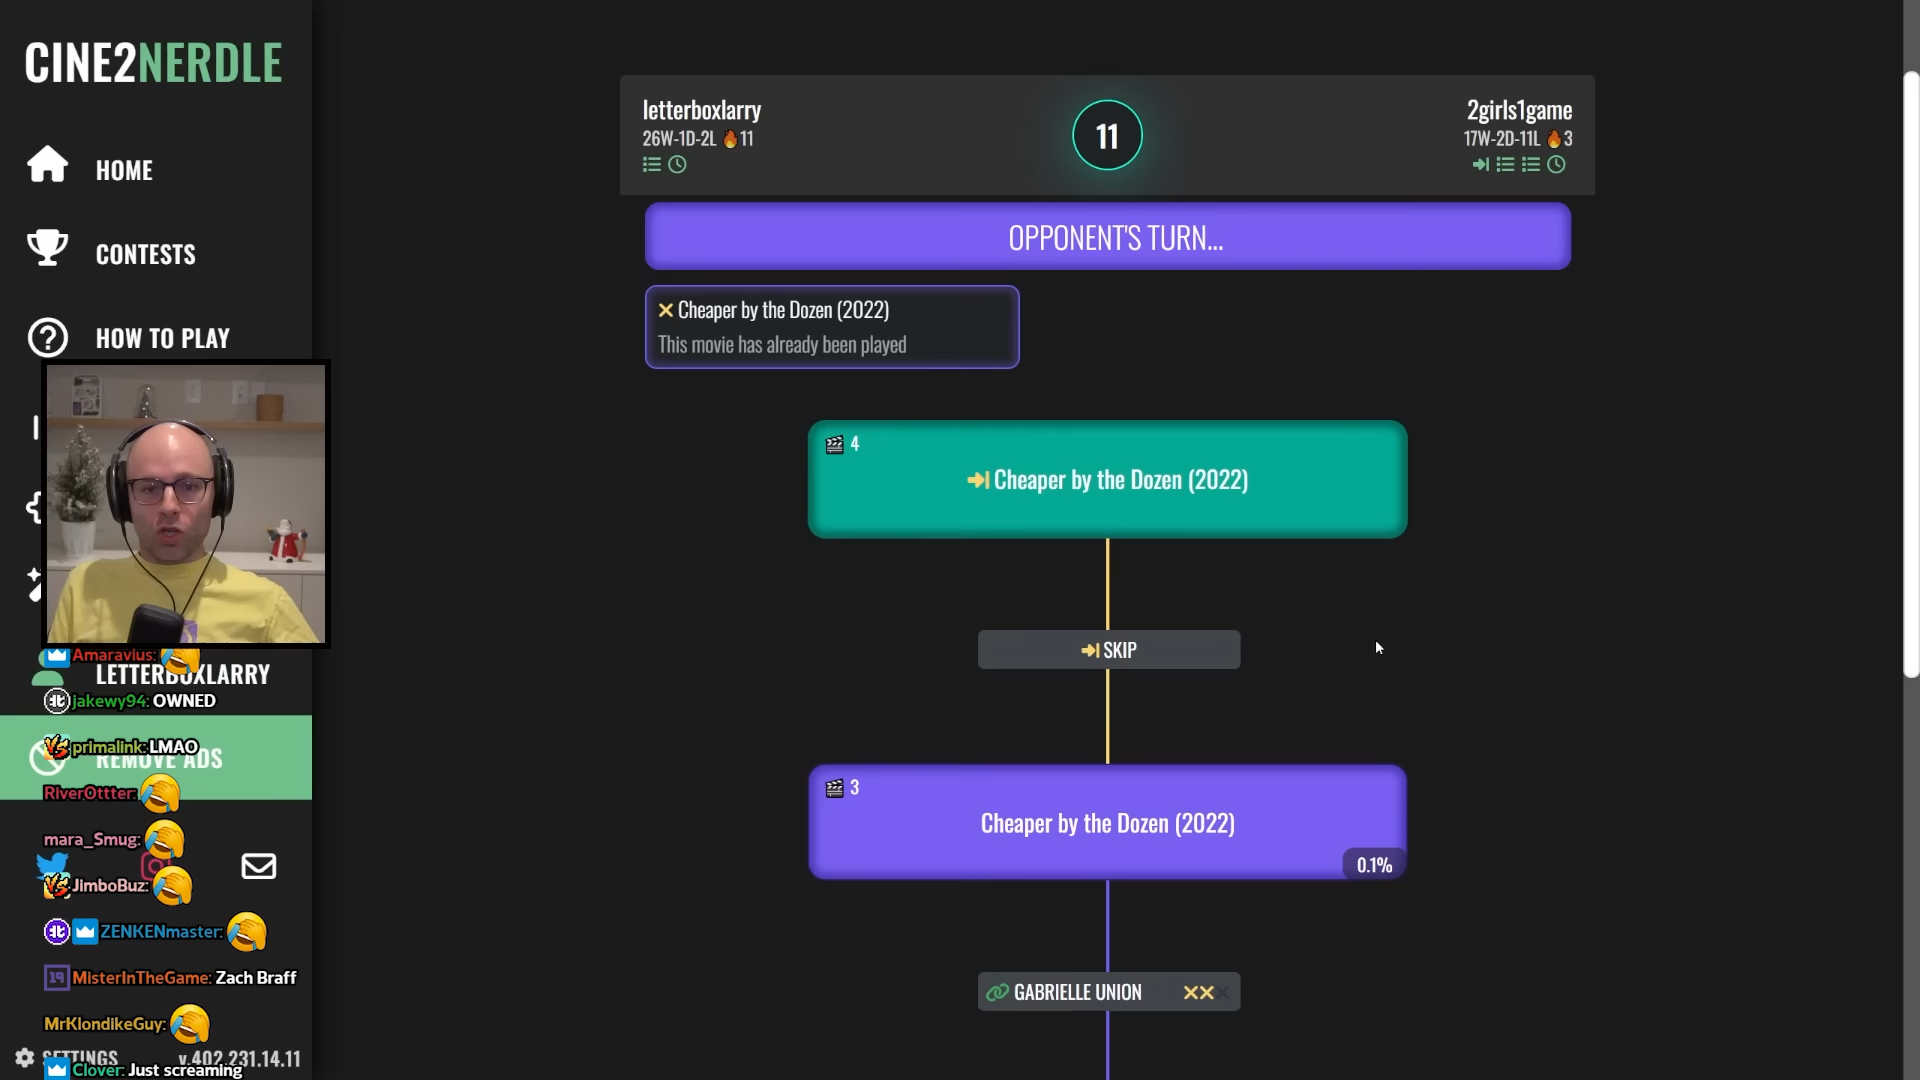 CINE2NERDLE
HOME
CONTESTS
HOW TO PLAY
LETTERBOXLARRY
REMOVE ADS
SETTINGS
v.402.231.14.11
Amaravius:
jakewy94: OWNED
primalink: LMAO
RIverOttter:
mara_Smug:
JimboBuz:
ZENKENmaster:
MisterInTheGame: Zach Braff
MrKlondikeGuy:
Clover: Just screaming
letterboxlarry
26W-1D-2L 11
11
2girls1game
17W-2D-11L 3
OPPONENT'S TURN...
Cheaper by the Dozen (2022)
This movie has already been played
4
Cheaper by the Dozen (2022)
SKIP
3
Cheaper by the Dozen (2022)
0.1%
GABRIELLE UNION